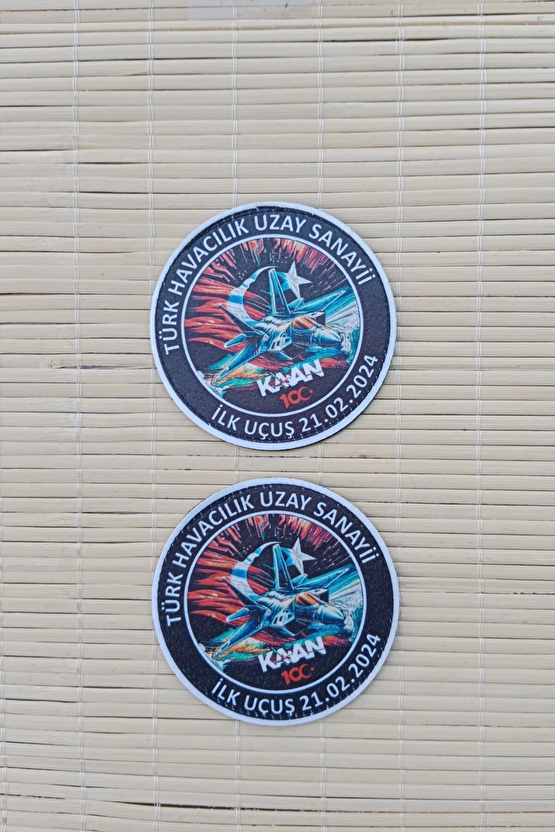 TÜRK HAVACILIK UZAY SANAYİİ
KAAN
100
İLK UÇUŞ 21.02.2024
TÜRK HAVACILIK UZAY SANAYİİ
KAAN
100
İLK UÇUŞ 21.02.2024